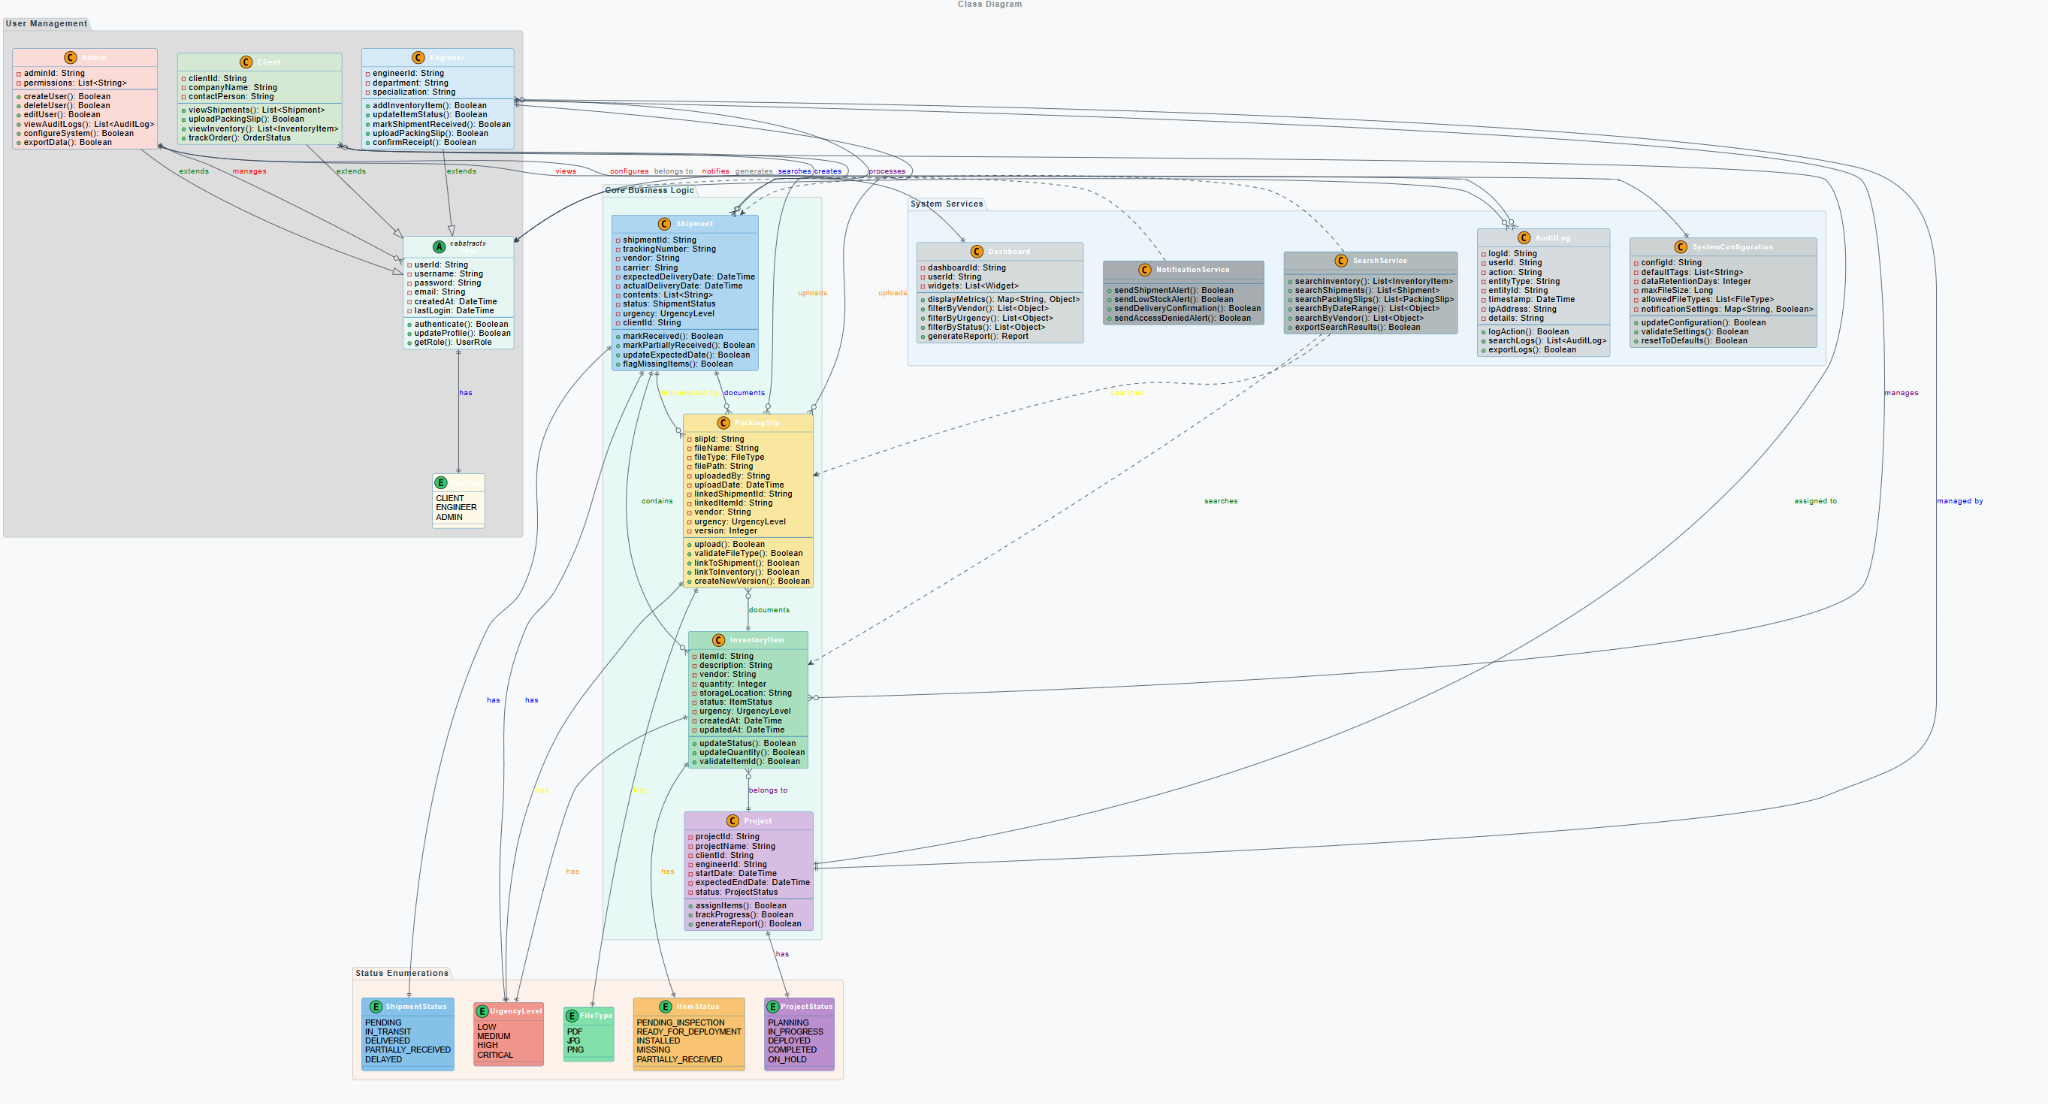 Class Diagram
User Management
C Admin
adminId: String
permissions: List<String>
createUser(): Boolean
deleteUser(): Boolean
editUser(): Boolean
viewAuditLogs(): List<AuditLog>
configureSystem(): Boolean
exportData(): Boolean
C Client
clientId: String
companyName: String
contactPerson: String
viewShipments(): List<Shipment>
uploadPackingSlip(): Boolean
viewInventory(): List<InventoryItem>
trackOrder(): OrderStatus
C Engineer
engineerId: String
department: String
specialization: String
addInventoryItem(): Boolean
updateItemStatus(): Boolean
markShipmentReceived(): Boolean
uploadPackingSlip(): Boolean
confirmReceipt(): Boolean
extends
manages
extends
extends
views
configures
belongs to
notifies
generates
searches
creates
processes
A «abstract»
userId: String
username: String
password: String
email: String
createdAt: DateTime
lastLogin: DateTime
authenticate(): Boolean
updateProfile(): Boolean
getRole(): UserRole
has
E
CLIENT
ENGINEER
ADMIN
Core Business Logic
C Shipment
shipmentId: String
trackingNumber: String
vendor: String
carrier: String
expectedDeliveryDate: DateTime
actualDeliveryDate: DateTime
contents: List<String>
status: ShipmentStatus
urgency: UrgencyLevel
clientId: String
markReceived(): Boolean
markPartiallyReceived(): Boolean
updateExpectedDate(): Boolean
flagMissingItems(): Boolean
uploads
uploads
System Services
C Dashboard
dashboardId: String
userId: String
widgets: List<Widget>
displayMetrics(): Map<String, Object>
filterByVendor(): List<Object>
filterByUrgency(): List<Object>
filterByStatus(): List<Object>
generateReport(): Report
C NotificationService
sendShipmentAlert(): Boolean
sendLowStockAlert(): Boolean
sendDeliveryConfirmation(): Boolean
sendAccessDeniedAlert(): Boolean
C SearchService
searchInventory(): List<InventoryItem>
searchShipments(): List<Shipment>
searchPackingSlips(): List<PackingSlip>
searchByDateRange(): List<Object>
searchByVendor(): List<Object>
exportSearchResults(): Boolean
C AuditLog
logId: String
userId: String
action: String
entityType: String
entityId: String
timestamp: DateTime
ipAddress: String
details: String
logAction(): Boolean
searchLogs(): List<AuditLog>
exportLogs(): Boolean
C SystemConfiguration
configId: String
defaultTags: List<String>
dataRetentionDays: Integer
maxFileSize: Long
allowedFileTypes: List<FileType>
notificationSettings: Map<String, Boolean>
updateConfiguration(): Boolean
validateSettings(): Boolean
resetToDefaults(): Boolean
documented by
documents
searches
manages
C PackingSlip
slipId: String
fileName: String
fileType: FileType
filePath: String
uploadedBy: String
uploadDate: DateTime
linkedShipmentId: String
linkedItemId: String
vendor: String
urgency: UrgencyLevel
version: Integer
upload(): Boolean
validateFileType(): Boolean
linkToShipment(): Boolean
linkToInventory(): Boolean
createNewVersion(): Boolean
contains
searches
assigned to
managed by
documents
C InventoryItem
itemId: String
description: String
vendor: String
quantity: Integer
storageLocation: String
status: ItemStatus
urgency: UrgencyLevel
createdAt: DateTime
updatedAt: DateTime
updateStatus(): Boolean
updateQuantity(): Boolean
validateItemId(): Boolean
has
has
has
has
belongs to
C Project
projectId: String
projectName: String
clientId: String
engineerId: String
startDate: DateTime
expectedEndDate: DateTime
status: ProjectStatus
assignItems(): Boolean
trackProgress(): Boolean
generateReport(): Boolean
has
has
has
Status Enumerations
E ShipmentStatus
PENDING
IN_TRANSIT
DELIVERED
PARTIALLY_RECEIVED
DELAYED
E UrgencyLevel
LOW
MEDIUM
HIGH
CRITICAL
E FileType
PDF
JPG
PNG
E ItemStatus
PENDING_INSPECTION
READY_FOR_DEPLOYMENT
INSTALLED
MISSING
PARTIALLY_RECEIVED
E ProjectStatus
PLANNING
IN_PROGRESS
DEPLOYED
COMPLETED
ON_HOLD